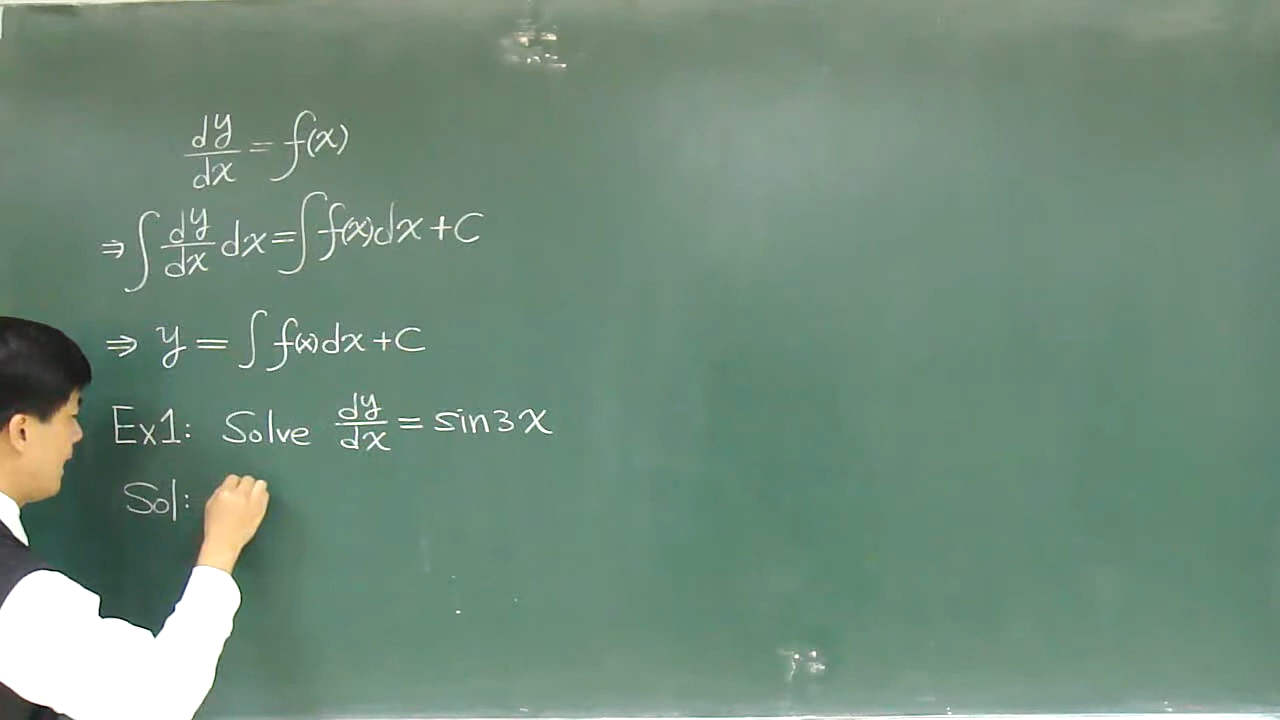 dy/dx = f(x)
⇒ ∫ dy/dx dx = ∫ f(x)dx + C
⇒ y = ∫ f(x)dx + C
Ex1: Solve dy/dx = sin3x
Sol: